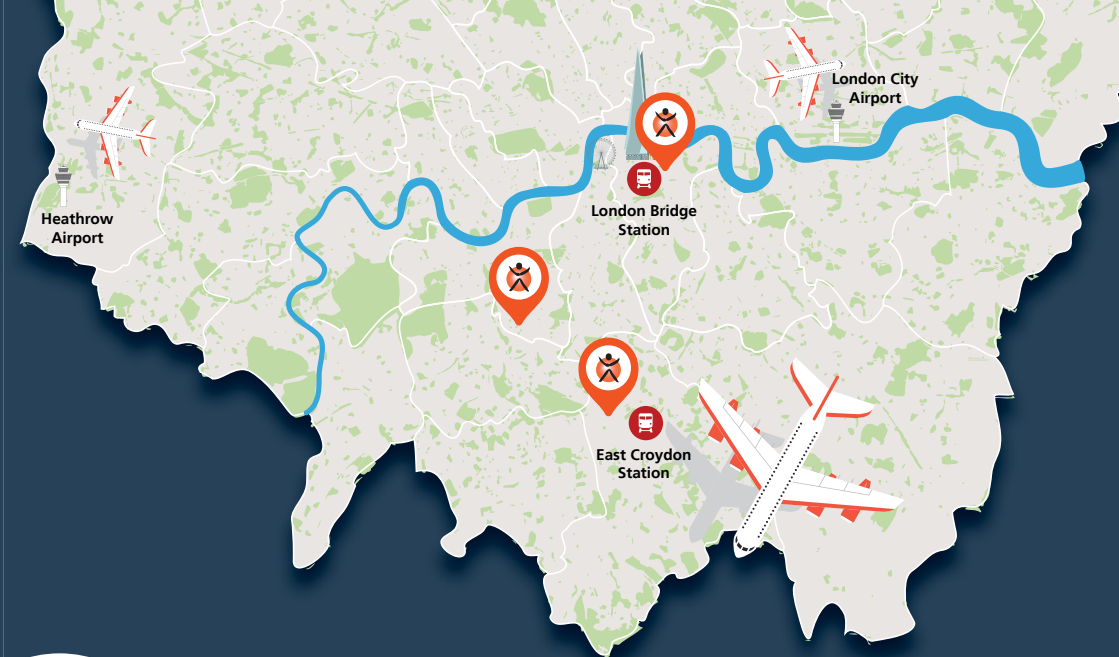 London City
Airport
Heathrow
Airport
London Bridge
Station
East Croydon
Station